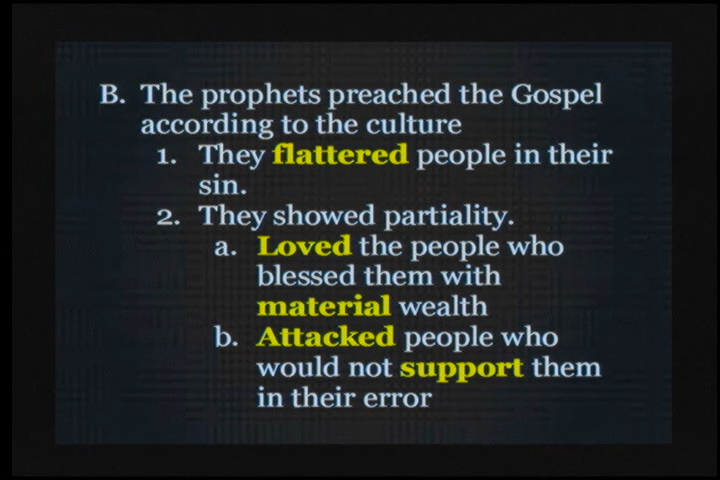 B. The prophets preached the Gospel
according to the culture
1. They flattered people in their
sin.
2. They showed partiality.
a. Loved the people who
blessed them with
material wealth
b. Attacked people who
would not support them
in their error